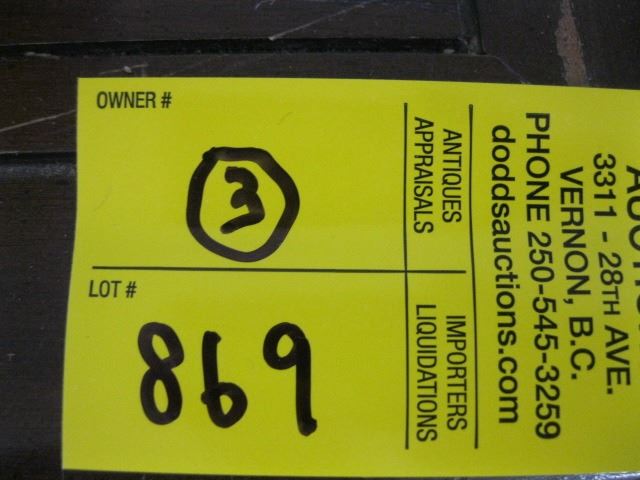 OWNER #
3
LOT #
869
3311 - 28TH AVE.
VERNON, B.C.
PHONE 250-545-3259
doddsauctions.com
ANTIQUES
APPRAISALS
IMPORTERS
LIQUIDATIONS